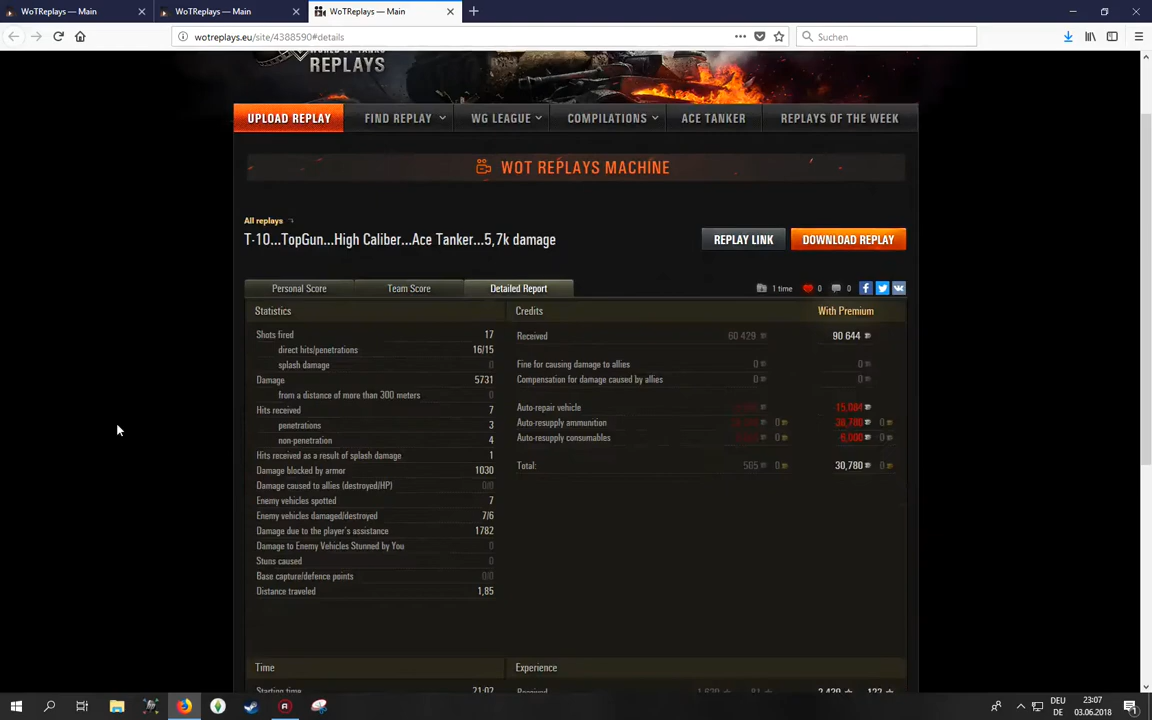 WoTReplays — Main
WoTReplays — Main
WoTReplays — Main
wotreplays.eu/site/4388590#details
Suchen
REPLAYS
UPLOAD REPLAY
FIND REPLAY
WG LEAGUE
COMPILATIONS
ACE TANKER
REPLAYS OF THE WEEK
WOT REPLAYS MACHINE
All replays
T-10...TopGun...High Caliber...Ace Tanker...5,7k damage
REPLAY LINK
DOWNLOAD REPLAY
Personal Score
Team Score
Detailed Report
1 time
0
0
Statistics
Credits
With Premium
Shots fired 17
Received 60 429 90 644
direct hits/penetrations 16/15
splash damage 0
Fine for causing damage to allies 0 0
Damage 5731
Compensation for damage caused by allies 0 0
from a distance of more than 300 meters 0
Hits received 7
Auto-repair vehicle 15,084
penetrations 3
Auto-resupply ammunition 0 0
non-penetration 4
Auto-resupply consumables 0 6,000 0
Hits received as a result of splash damage 1
Damage blocked by armor 1030
Total: 565 0 30,780 0
Damage caused to allies (destroyed/HP) 0/0
Enemy vehicles spotted 7
Enemy vehicles damaged/destroyed 7/6
Damage due to the player's assistance 1782
Damage to Enemy Vehicles Stunned by You 0
Stuns caused 0
Base capture/defence points 0/0
Distance traveled 1,85
Time
Experience
Starting time 21:02
Received
DEU
DE
23:07
03.06.2018